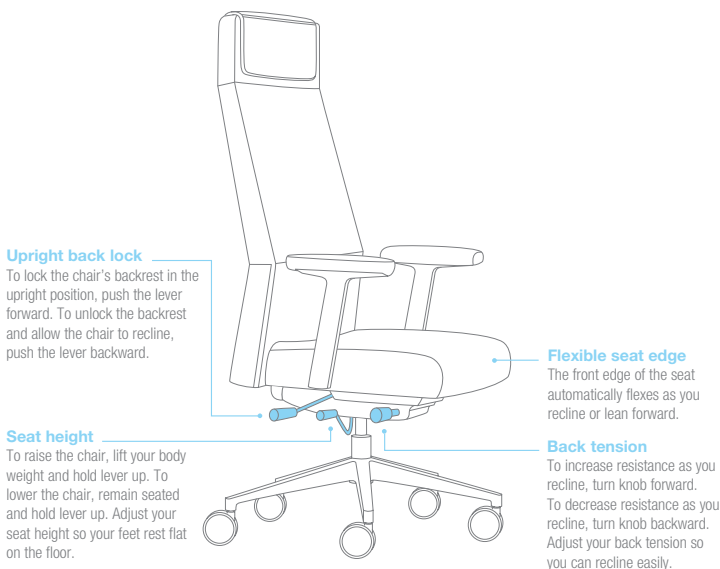 Upright back lock
To lock the chair's backrest in the
upright position, push the lever
forward. To unlock the backrest
and allow the chair to recline,
push the lever backward.
Seat height
To raise the chair, lift your body
weight and hold lever up. To
lower the chair, remain seated
and hold lever up. Adjust your
seat height so your feet rest flat
on the floor.
Flexible seat edge
The front edge of the seat
automatically flexes as you
recline or lean forward.
Back tension
To increase resistance as you
recline, turn knob forward.
To decrease resistance as you
recline, turn knob backward.
Adjust your back tension so
you can recline easily.